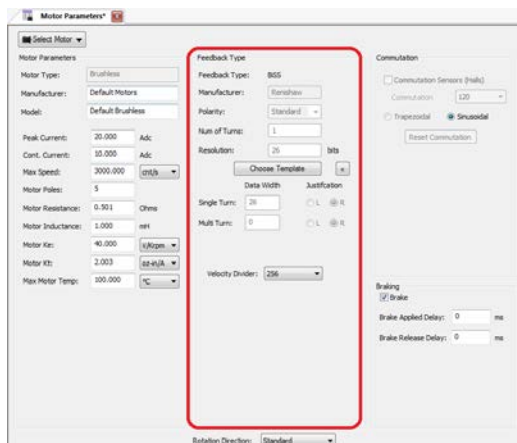 Motor Parameters*
Select Motor
Motor Parameters
Motor Type: Brushless
Manufacturer: Default Motors
Model: Default Brushless
Peak Current: 20.000 Adc
Cont. Current: 10.000 Adc
Max Speed: 3000.000 cnt/s
Motor Poles: 5
Motor Resistance: 0.501 Ohms
Motor Inductance: 1.000 mH
Motor Ke: 40.000 V/Krpm
Motor Kt: 2.003 oz-in/A
Max Motor Temp: 100.000 °C
Feedback Type
Feedback Type: BiSS
Manufacturer: Renishaw
Polarity: Standard
Num of Turns: 1
Resolution: 26 bits
Choose Template
Data Width Justification
Single Turn: 26 L R
Multi Turn: 0 L R
Velocity Divider: 256
Commutation
Commutation Sensors (Halls)
Commutation 120
Trapezoidal Sinusoidal
Reset Commutation
Braking
Brake
Brake Applied Delay: 0 ms
Brake Release Delay: 0 ms
Rotation Direction: Standard